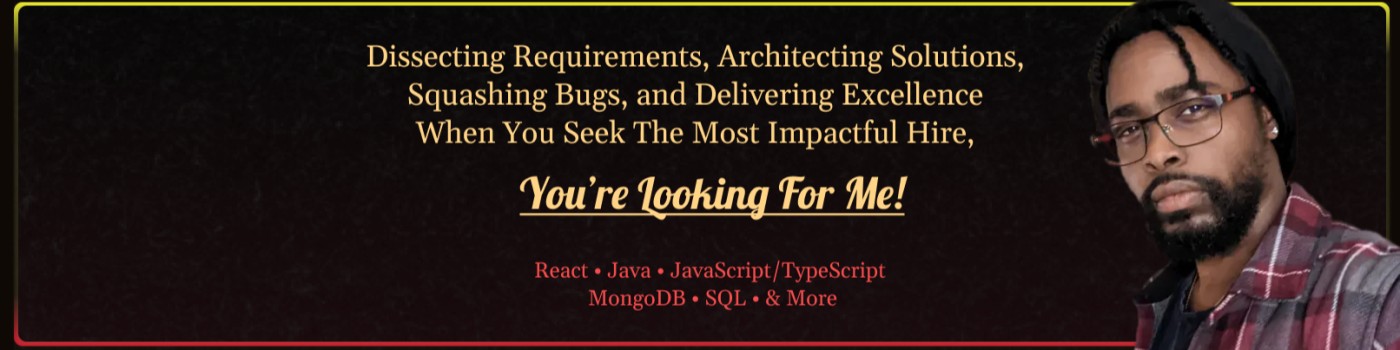 Dissecting Requirements, Architecting Solutions,
Squashing Bugs, and Delivering Excellence
When You Seek The Most Impactful Hire,
You’re Looking For Me!
React • Java • JavaScript/TypeScript
MongoDB • SQL • & More